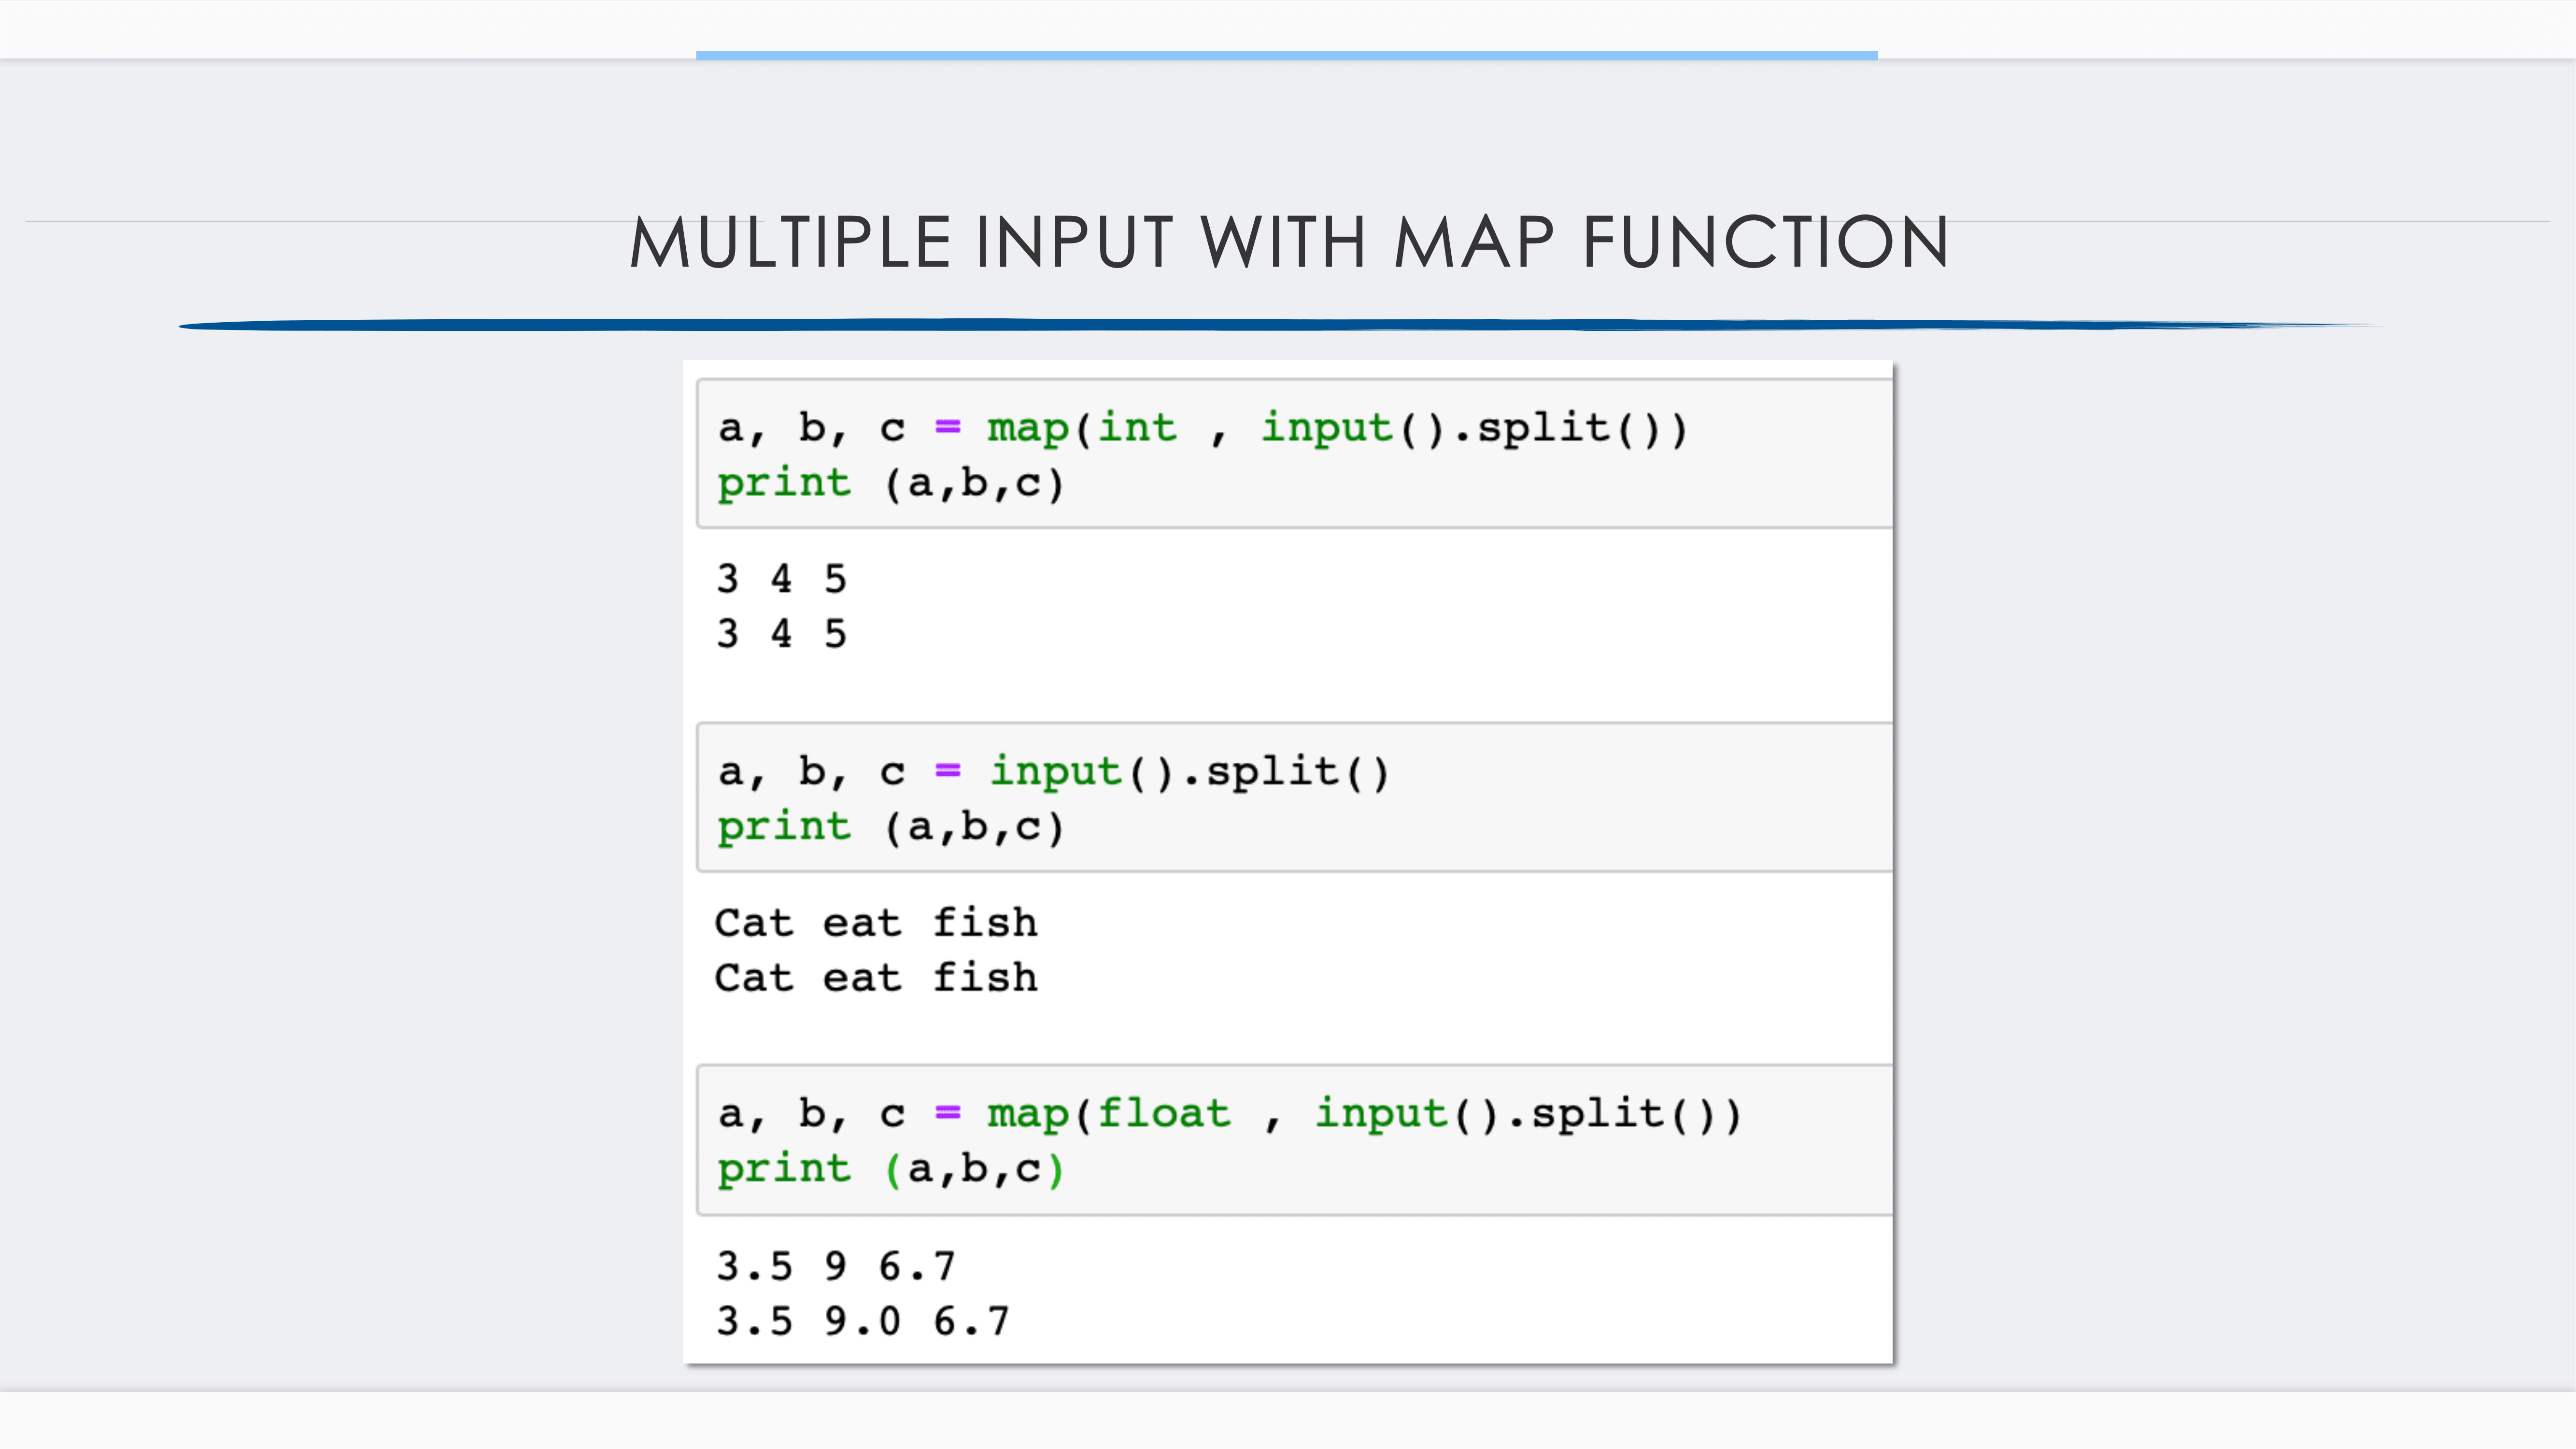 MULTIPLE INPUT WITH MAP FUNCTION
a, b, c = map(int , input().split())
print (a,b,c)
3 4 5
3 4 5
a, b, c = input().split()
print (a,b,c)
Cat eat fish
Cat eat fish
a, b, c = map(float , input().split())
print (a,b,c)
3.5 9 6.7
3.5 9.0 6.7